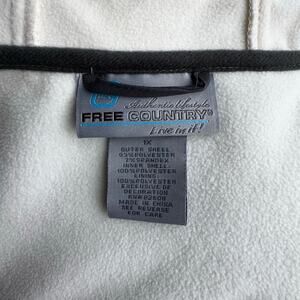 Authentic Lifestyle
FREE COUNTRY®
Live in it!
1X
OUTER SHELL
93%POLYESTER
7%SPANDEX
INNER SHELL:
100%POLYESTER
LINING:
100%POLYESTER
EXCLUSIVE OF
DECORATION
RN#92608
MADE IN CHINA
SEE REVERSE
FOR CARE